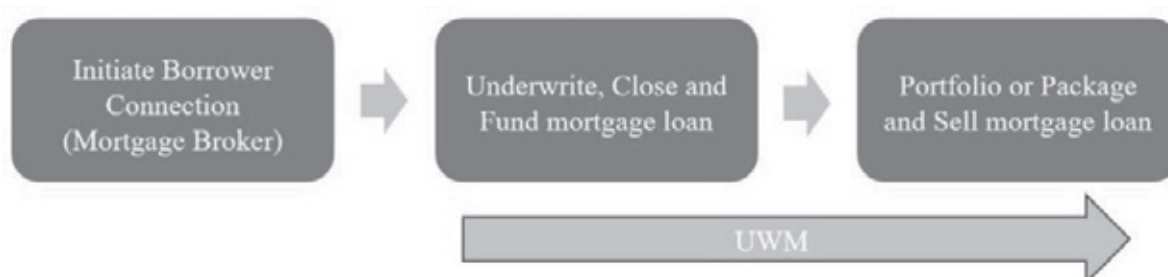 Initiate Borrower
Connection
(Mortgage Broker)
Underwrite, Close and
Fund mortgage loan
Portfolio or Package
and Sell mortgage loan
UWM